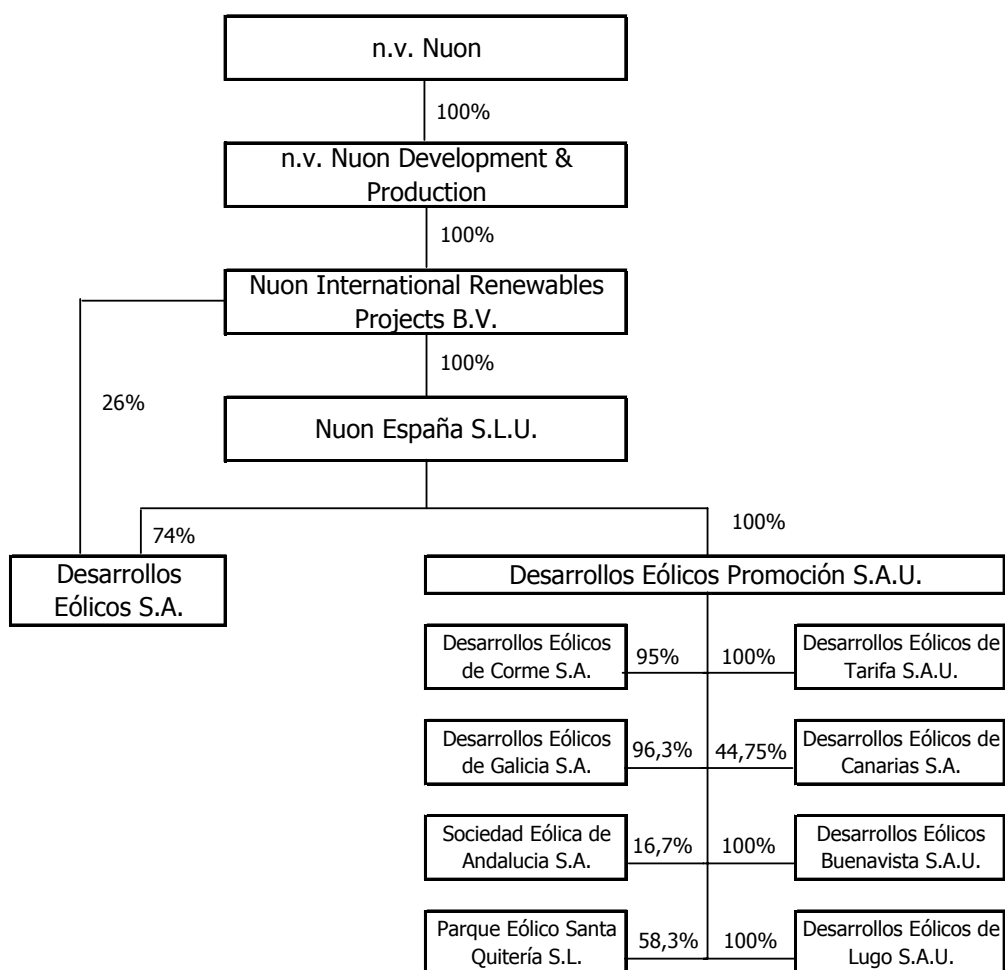 n.v. Nuon
100%
n.v. Nuon Development &
Production
100%
Nuon International Renewables
Projects B.V.
100%
26%
Nuon España S.L.U.
74%
100%
Desarrollos
Eólicos S.A.
Desarrollos Eólicos Promoción S.A.U.
Desarrollos Eólicos
de Corme S.A.
95%
100%
Desarrollos Eólicos de
Tarifa S.A.U.
Desarrollos Eólicos
de Galicia S.A.
96,3%
44,75%
Desarrollos Eólicos de
Canarias S.A.
Sociedad Eólica de
Andalucia S.A.
16,7%
100%
Desarrollos Eólicos
Buenavista S.A.U.
Parque Eólico Santa
Quitería S.L.
58,3%
100%
Desarrollos Eólicos de
Lugo S.A.U.